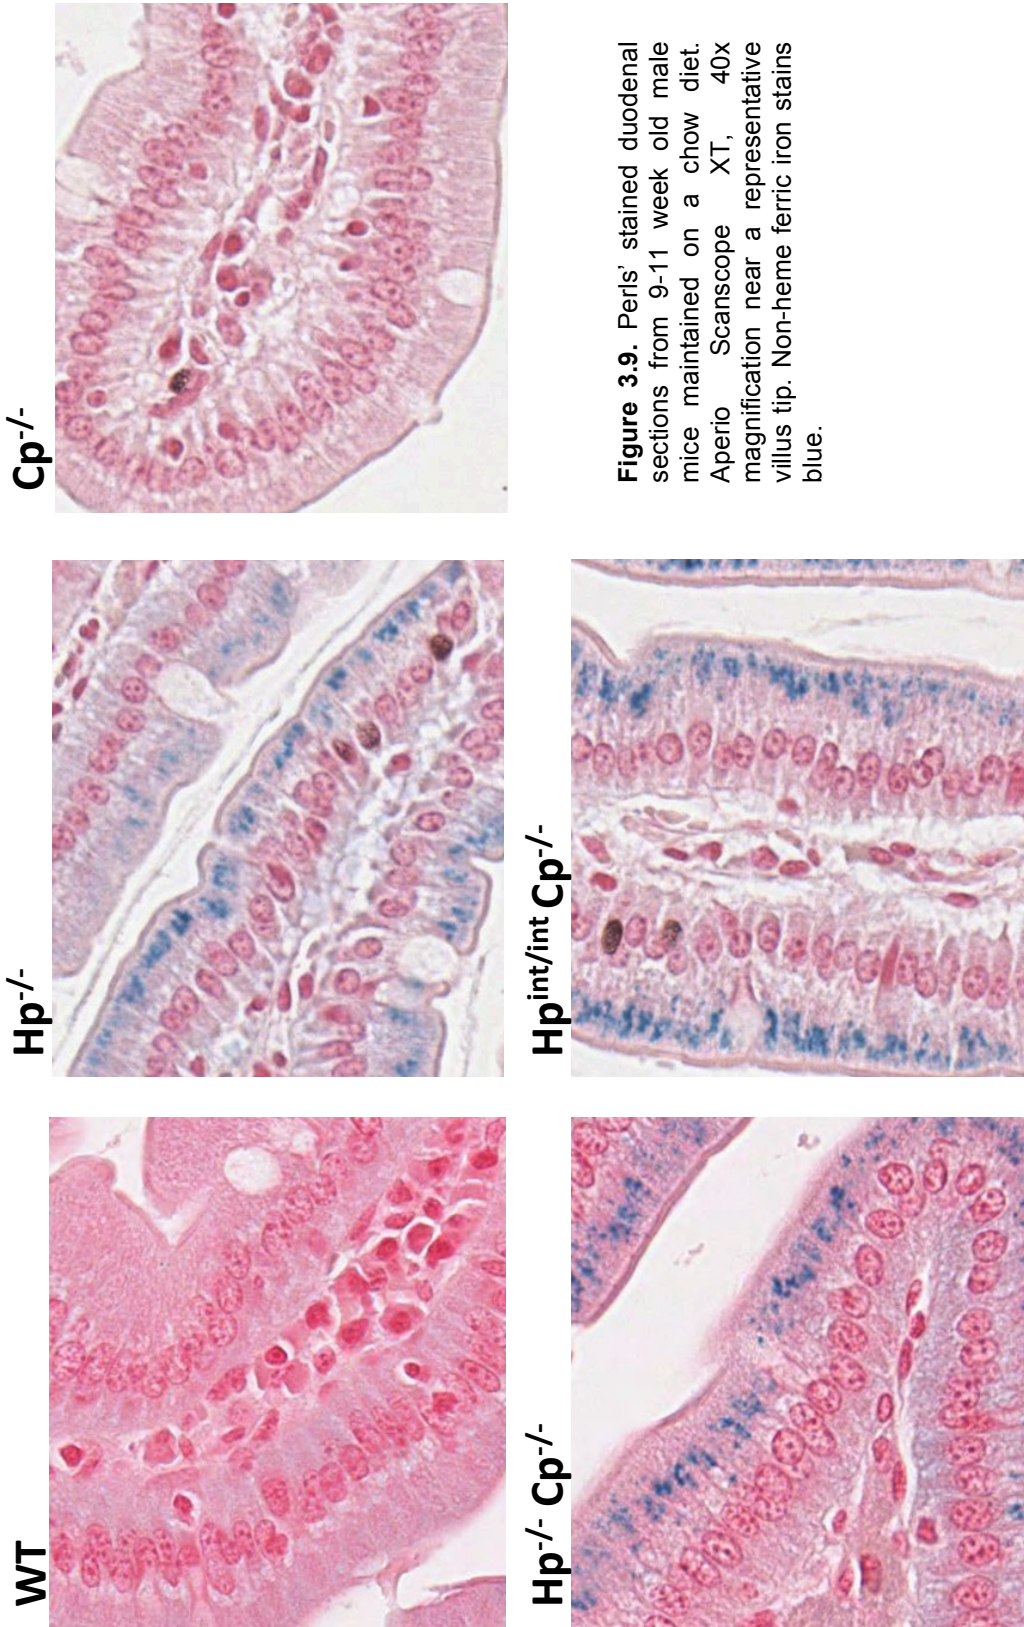 WT
Hp-/-
Cp-/-
Hp-/- Cp-/-
Hpint/int Cp-/-
Figure 3.9. Perls' stained duodenal
sections from 9-11 week old male
mice maintained on a chow diet.
Aperio Scanscope XT, 40x
magnification near a representative
villus tip. Non-heme ferric iron stains
blue.